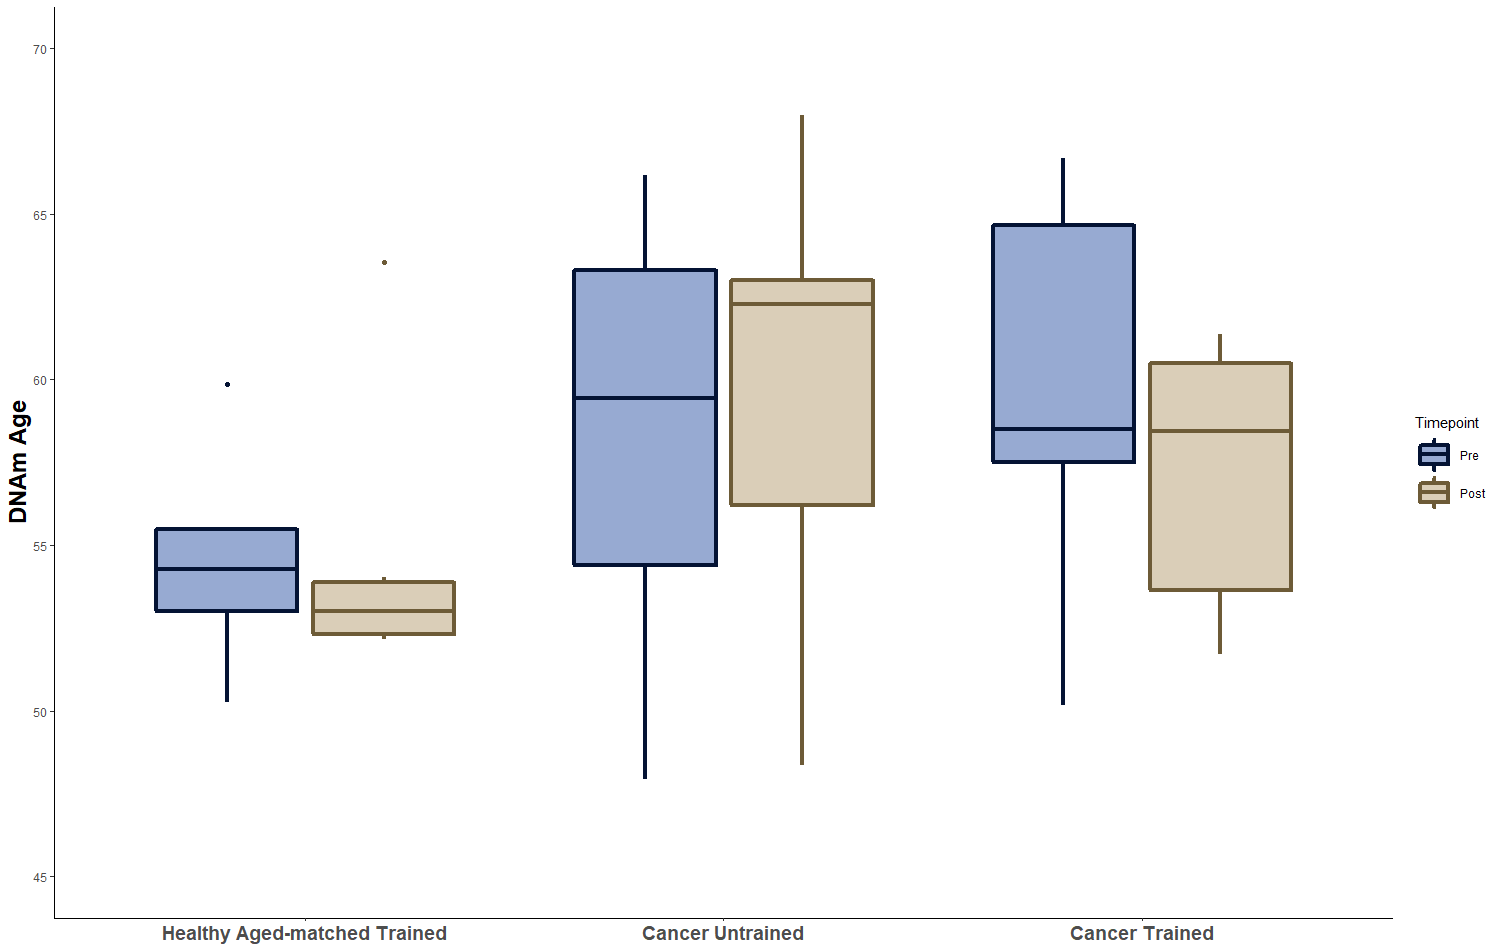 DNAm Age
70
65
60
55
50
45
Healthy Aged-matched Trained
Cancer Untrained
Cancer Trained
Timepoint
Pre
Post